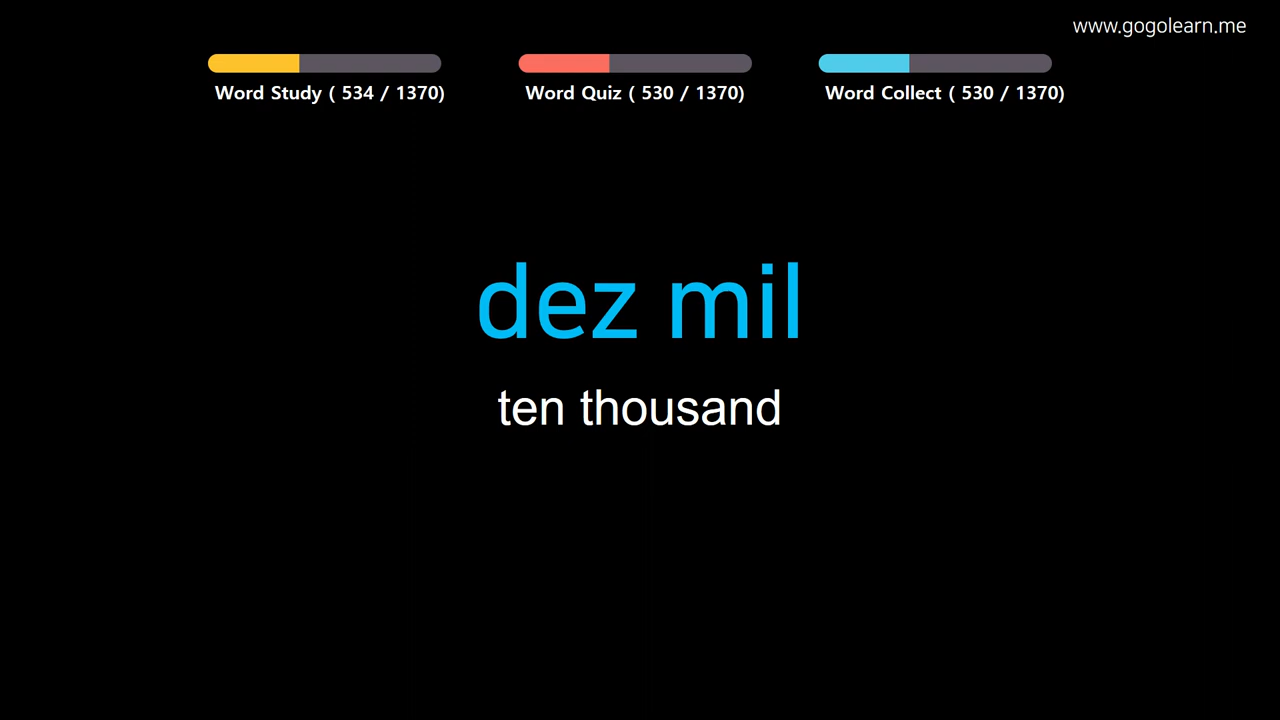 www.gogolearn.me
Word Study ( 534 / 1370)
Word Quiz ( 530 / 1370)
Word Collect ( 530 / 1370)
dez mil
ten thousand